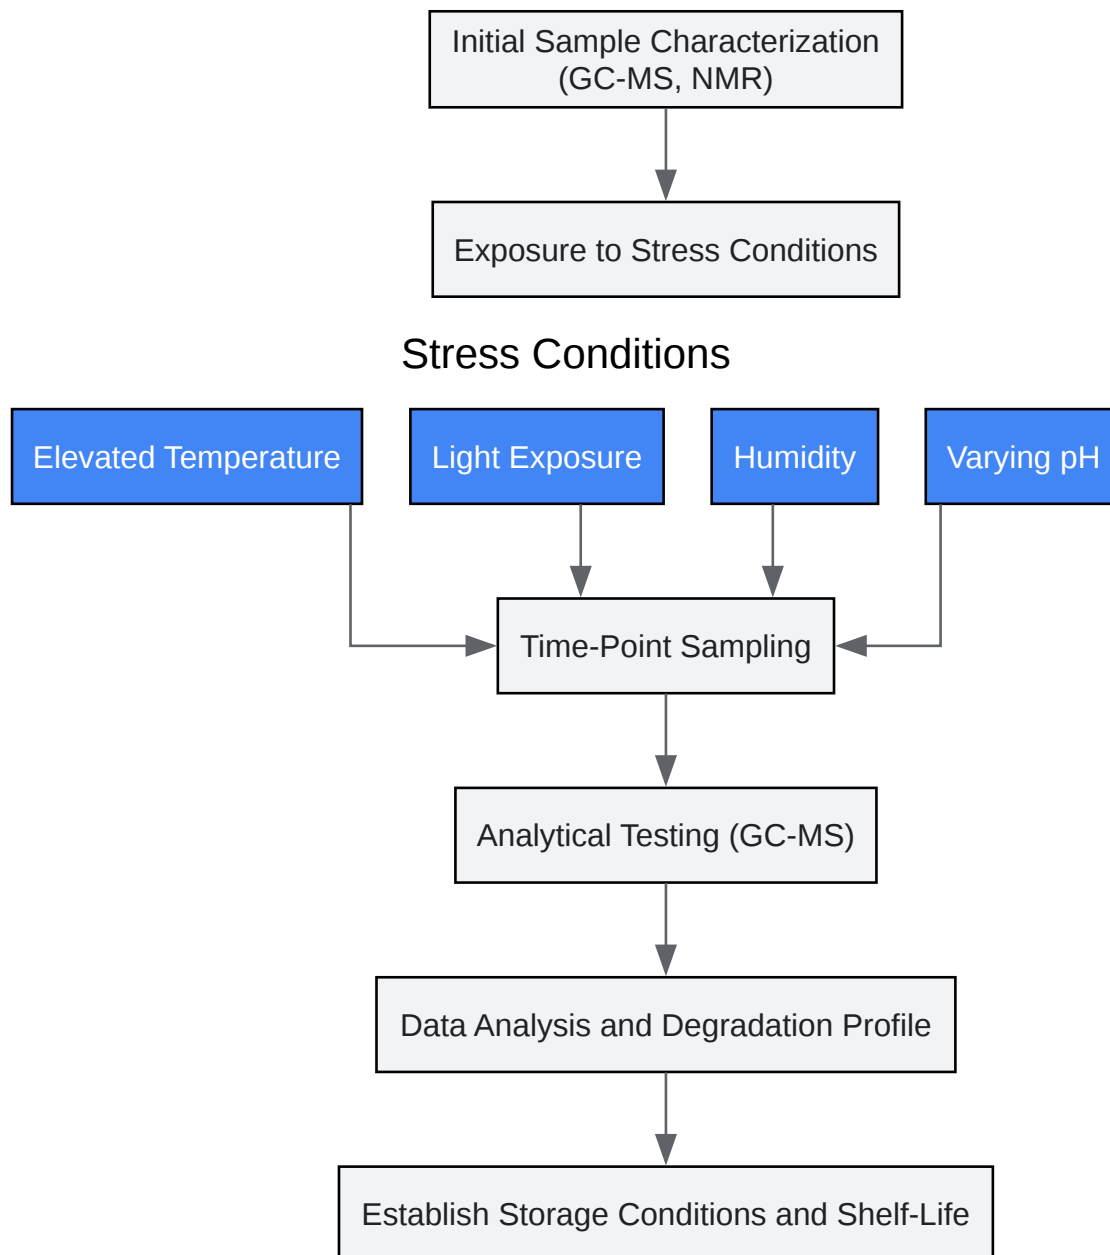 Initial Sample Characterization
(GC-MS, NMR)
Exposure to Stress Conditions
Stress Conditions
Elevated Temperature
Light Exposure
Humidity
Varying pH
Time-Point Sampling
Analytical Testing (GC-MS)
Data Analysis and Degradation Profile
Establish Storage Conditions and Shelf-Life